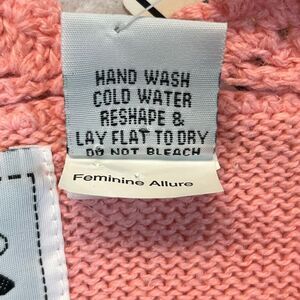 HAND WASH
COLD WATER
RESHAPE &
LAY FLAT TO DRY
DO NOT BLEACH
Feminine Allure